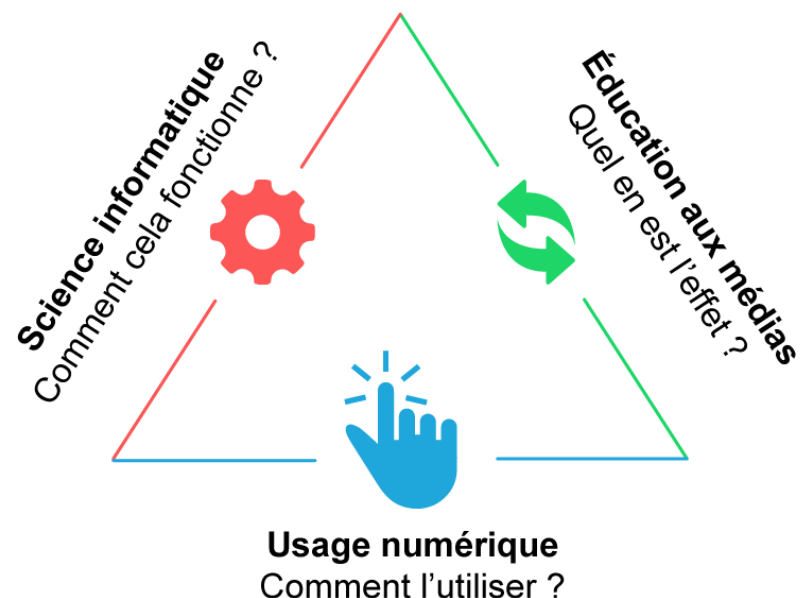 Science informatique
Comment cela fonctionne ?
Éducation aux médias
Quel en est l'effet ?
Usage numérique
Comment l'utiliser ?